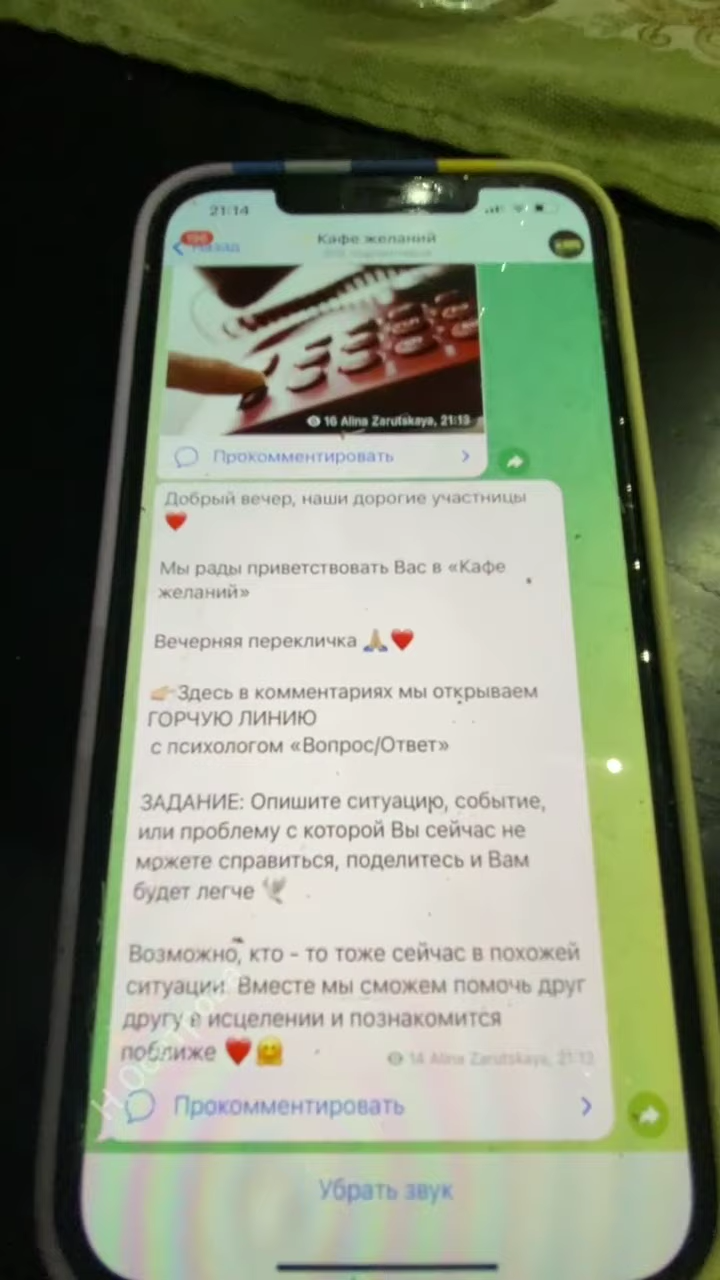 21:14
196
Назад
Кафе желаний
16 Alina Zarutskaya, 21:13
Прокомментировать
Добрый вечер, наши дорогие участницы
❤️
Мы рады приветствовать Вас в «Кафе
желаний»
Вечерняя перекличка 🙏🏼❤️
👉🏼Здесь в комментариях мы открываем
ГОРЧУЮ ЛИНИЮ
с психологом «Вопрос/Ответ»
ЗАДАНИЕ: Опишите ситуацию, событие,
или проблему с которой Вы сейчас не
можете справиться, поделитесь и Вам
будет легче 🕊
Возможно, кто - то тоже сейчас в похожей
ситуации. Вместе мы сможем помочь друг
другу в исцелении и познакомится
поближе ❤️🤗
14 Alina Zarutskaya, 21:13
Прокомментировать
Убрать звук